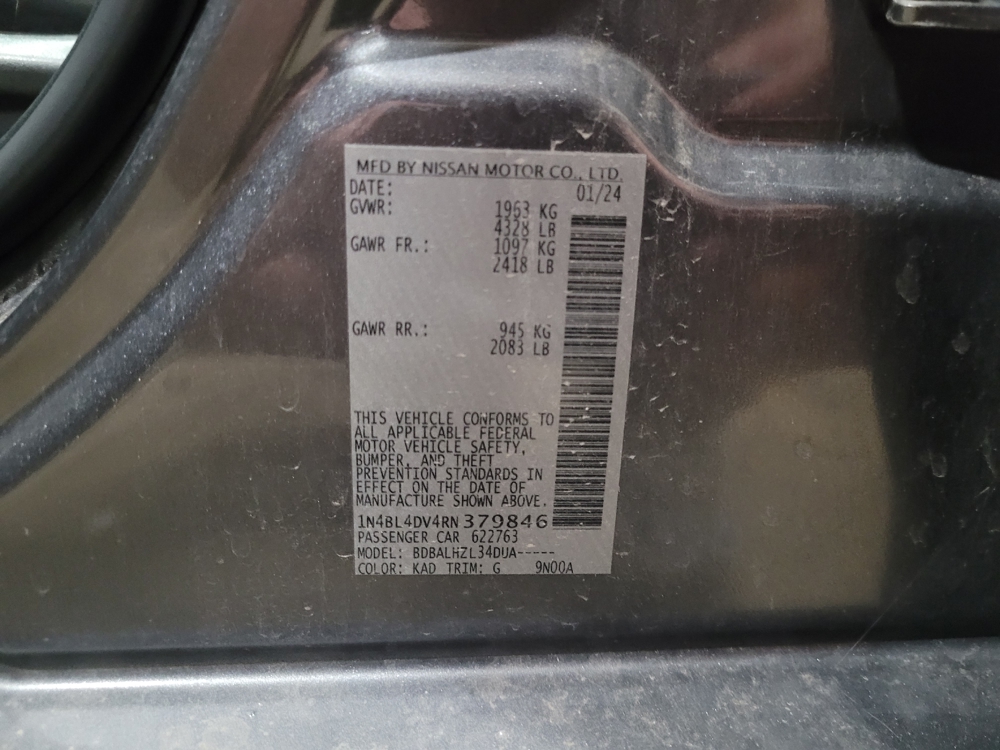 MFD BY NISSAN MOTOR CO., LTD.
DATE: 01/24
GVWR: 1963 KG
4328 LB
GAWR FR.: 1097 KG
2418 LB
GAWR RR.: 945 KG
2083 LB
THIS VEHICLE CONFORMS TO
ALL APPLICABLE FEDERAL
MOTOR VEHICLE SAFETY,
BUMPER, AND THEFT
PREVENTION STANDARDS IN
EFFECT ON THE DATE OF
MANUFACTURE SHOWN ABOVE.
1N4BL4DV4RN379846
PASSENGER CAR 622763
MODEL: BDBALHZL34DUA-----
COLOR: KAD TRIM: G 9N00A